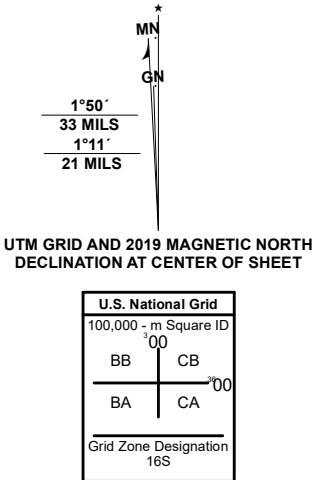 ★
MN
GN
1°50´
33 MILS
1°11´
21 MILS
UTM GRID AND 2019 MAGNETIC NORTH
DECLINATION AT CENTER OF SHEET
U.S. National Grid
100,000 - m Square ID
³00
BB CB
³⁶00
BA CA
Grid Zone Designation
16S